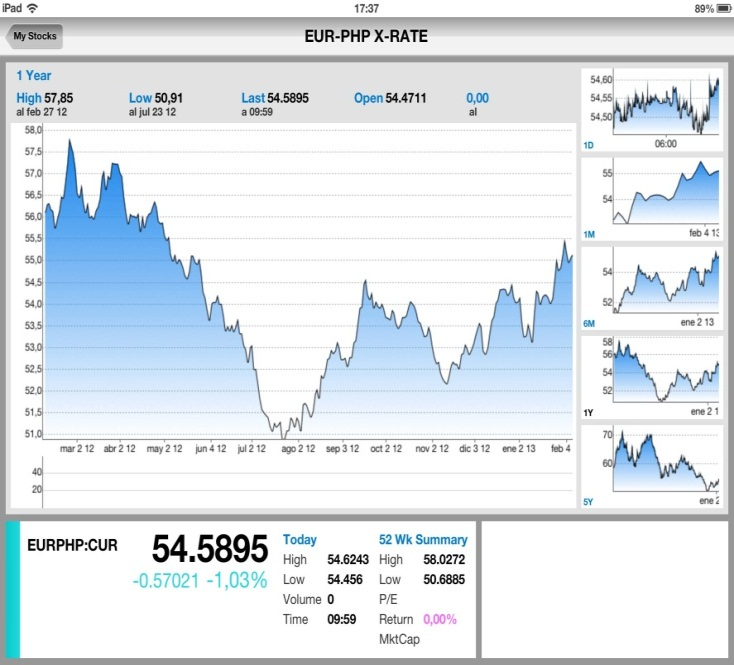 iPad 17:37 89%
My Stocks EUR-PHP X-RATE
1 Year
High 57,85 Low 50,91 Last 54.5895 Open 54.4711 0,00
al feb 27 12 al jul 23 12 a 09:59 al
58,0
57,5
57,0
56,5
56,0
55,5
55,0
54,5
54,0
53,5
53,0
52,5
52,0
51,5
51,0
mar 2 12 abr 2 12 may 2 12 jun 4 12 jul 2 12 ago 2 12 sep 3 12 oct 2 12 nov 2 12 dic 3 12 ene 2 13 feb 4
40
20
54,60
54,55
54,50
1D 06:00
55
54
1M feb 4 13
54
52
6M ene 2 13
58
56
54
52
1Y ene 2 1
70
60
5Y ene 2
EURPHP:CUR 54.5895
-0.57021 -1,03%
Today 52 Wk Summary
High 54.6243 High 58.0272
Low 54.456 Low 50.6885
Volume 0 P/E
Time 09:59 Return 0,00%
MktCap